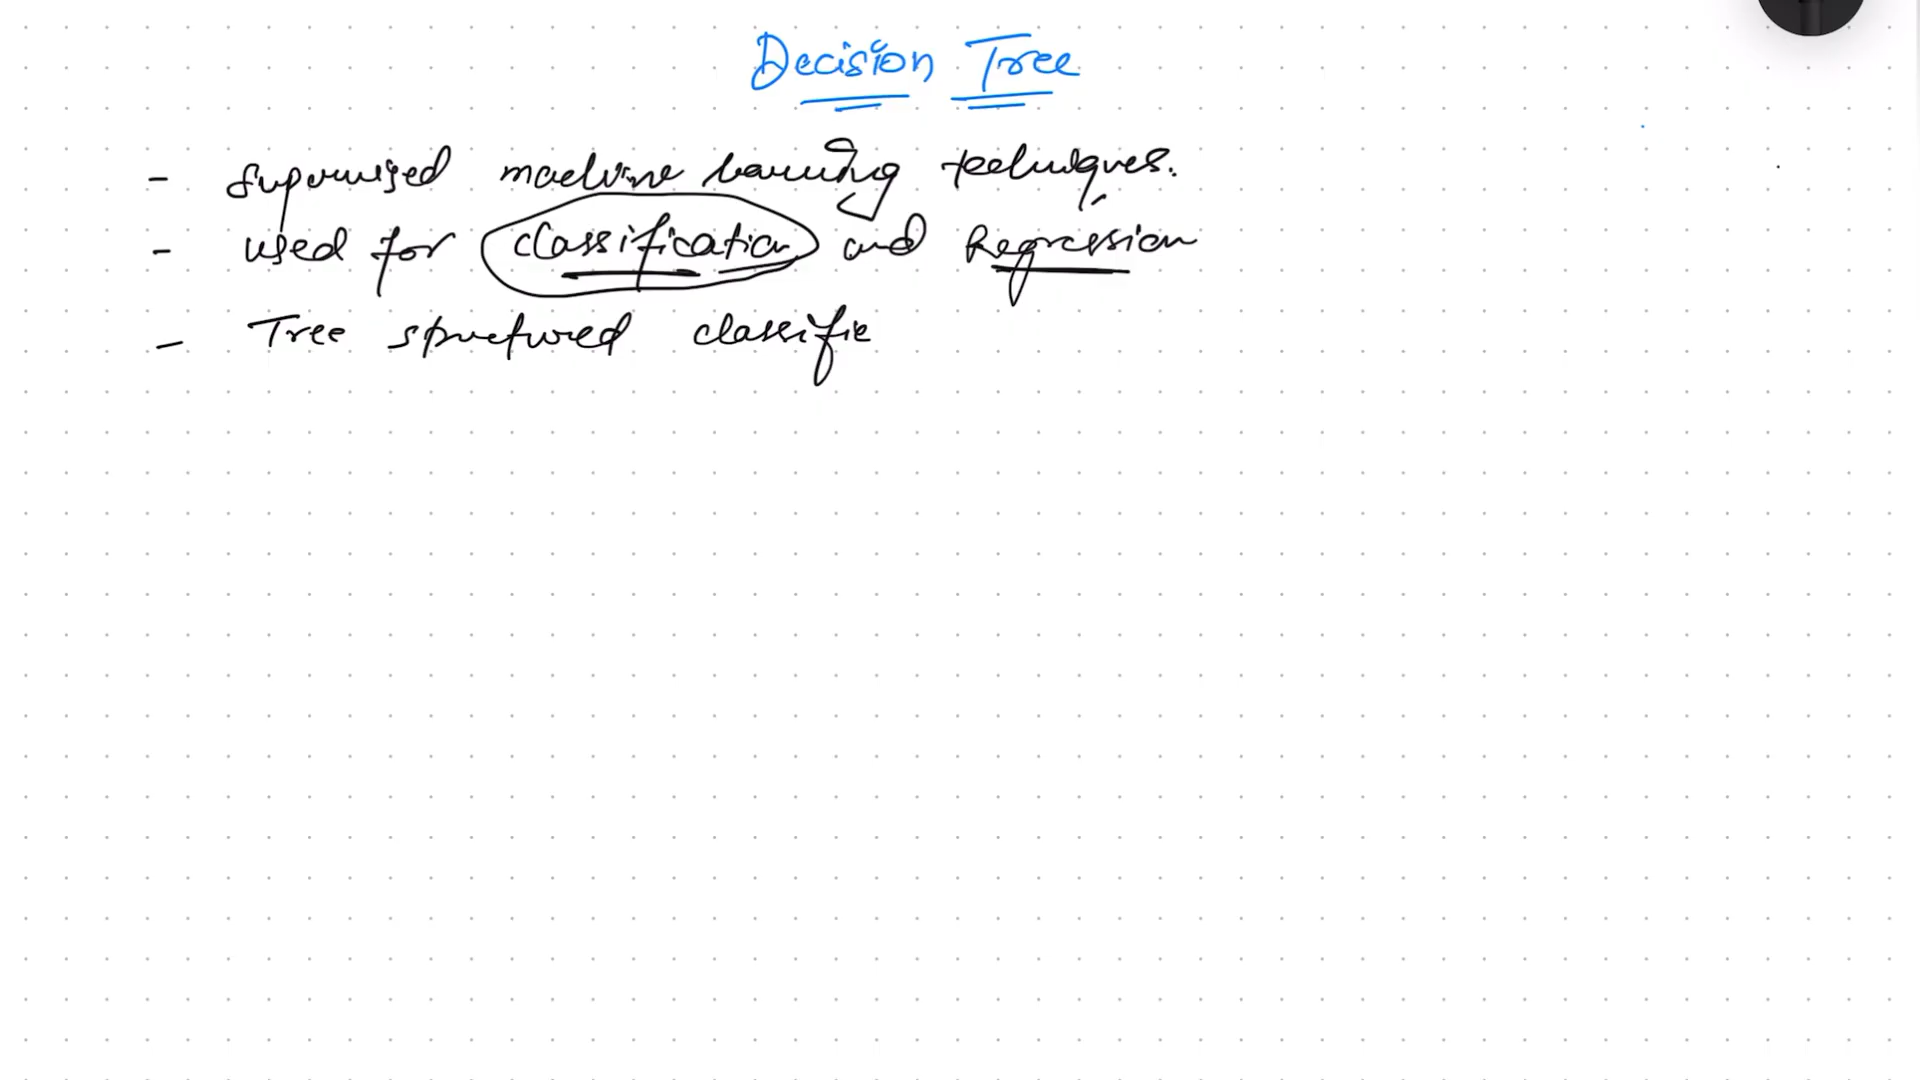 Decision Tree
- Supervised machine learning techniques.
- used for classification and Regression
- Tree structured classifie